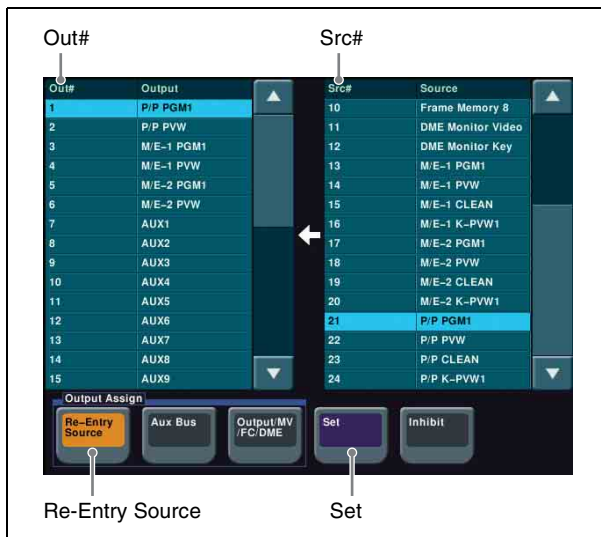 Out# Src#
Out# Output Src# Source
1 P/P PGM1 10 Frame Memory 8
2 P/P PVW 11 DME Monitor Video
3 M/E-1 PGM1 12 DME Monitor Key
4 M/E-1 PVW 13 M/E-1 PGM1
5 M/E-2 PGM1 14 M/E-1 PVW
6 M/E-2 PVW 15 M/E-1 CLEAN
7 AUX1 16 M/E-1 K-PVW1
8 AUX2 17 M/E-2 PGM1
9 AUX3 18 M/E-2 PVW
10 AUX4 19 M/E-2 CLEAN
11 AUX5 20 M/E-2 K-PVW1
12 AUX6 21 P/P PGM1
13 AUX7 22 P/P PVW
14 AUX8 23 P/P CLEAN
15 AUX9 24 P/P K-PVW1
Output Assign
Re-Entry Aux Bus Output/MV Set Inhibit
Source /FC/DME
Re-Entry Source Set